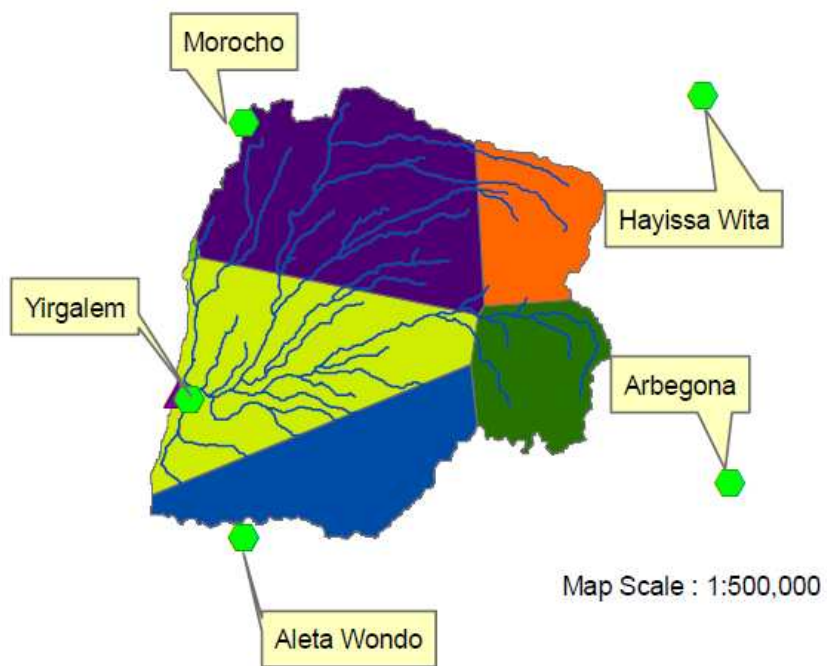 Morocho
Hayissa Wita
Yirgalem
Arbegona
Map Scale : 1:500,000
Aleta Wondo